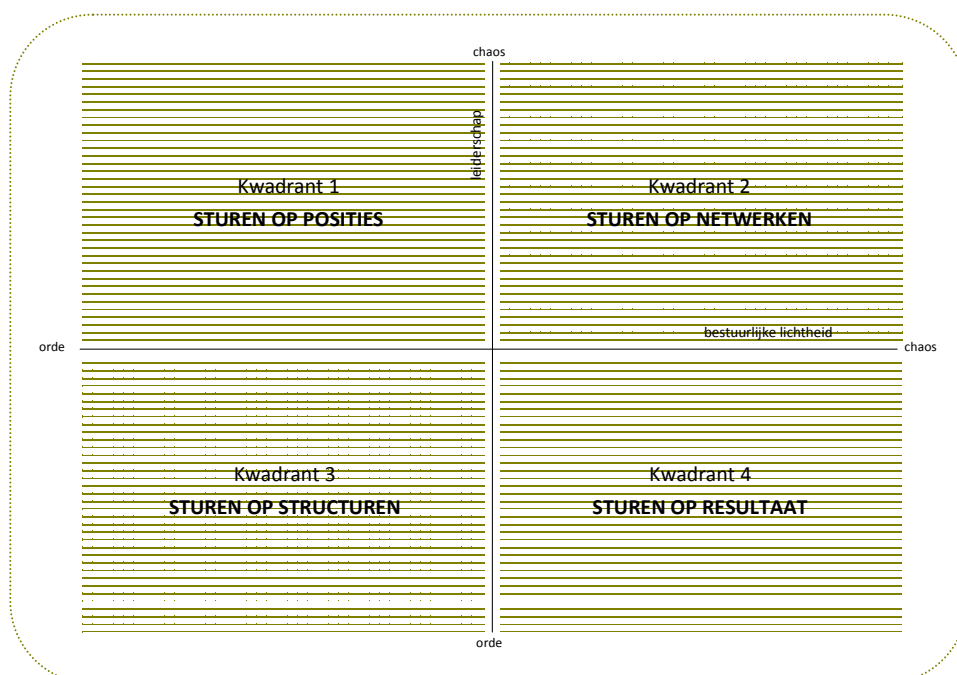 chaos
leiderschap
Kwadrant 1
STUREN OP POSITIES
Kwadrant 2
STUREN OP NETWERKEN
bestuurlijke lichtheid
orde
chaos
Kwadrant 3
STUREN OP STRUCTUREN
Kwadrant 4
STUREN OP RESULTAAT
orde